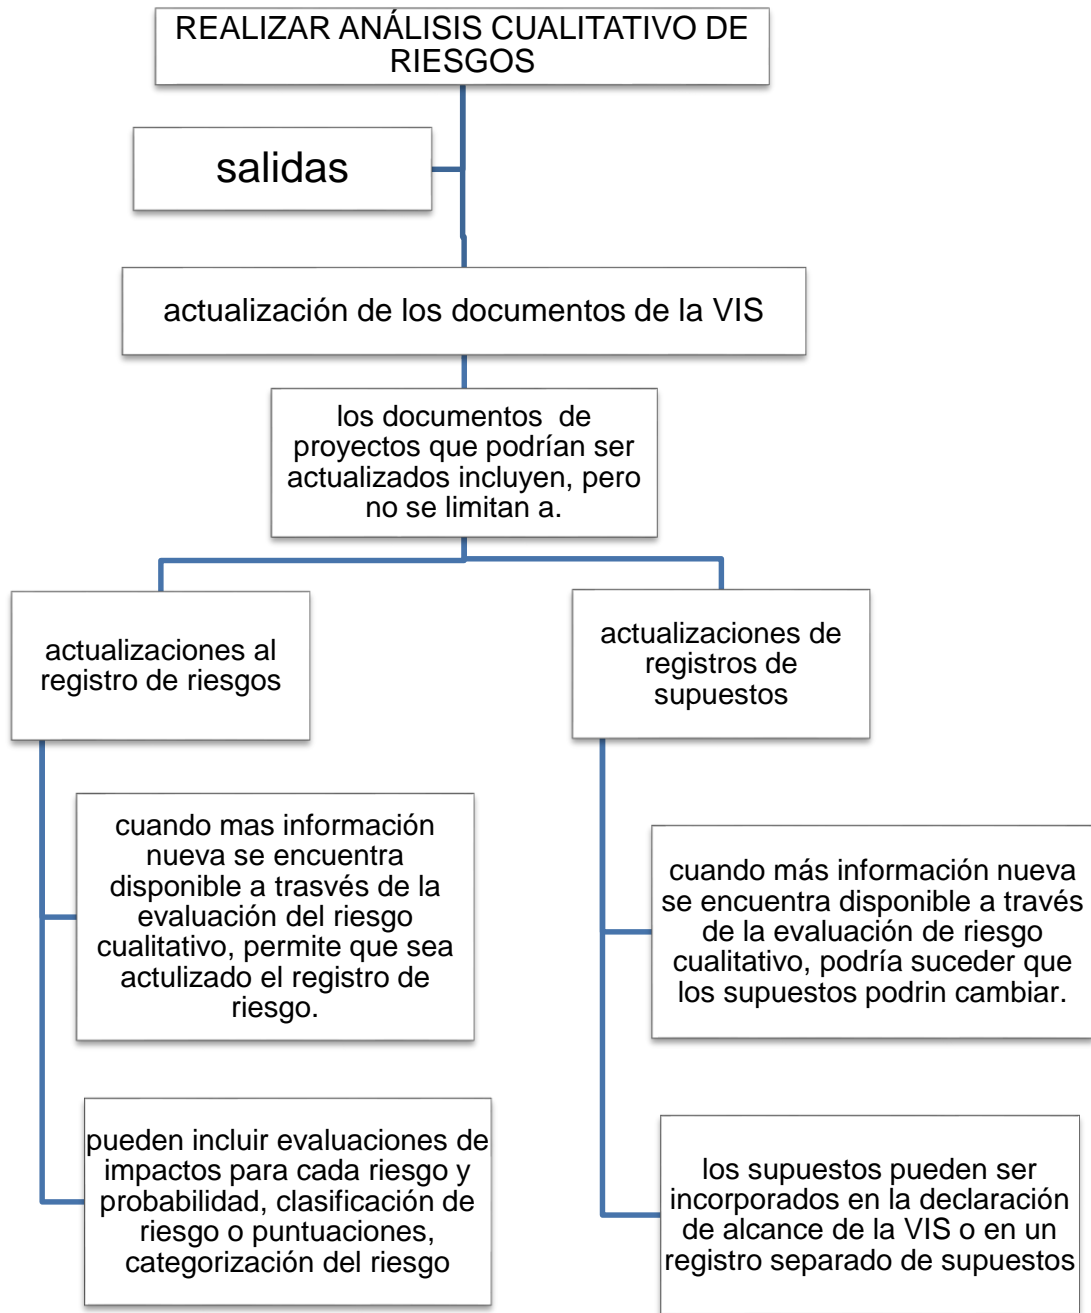 REALIZAR ANÁLISIS CUALITATIVO DE
RIESGOS
salidas
actualización de los documentos de la VIS
los documentos de
proyectos que podrían ser
actualizados incluyen, pero
no se limitan a.
actualizaciones al
registro de riesgos
cuando mas información
nueva se encuentra
disponible a trasvés de la
evaluación del riesgo
cualitativo, permite que sea
actulizado el registro de
riesgo.
pueden incluir evaluaciones de
impactos para cada riesgo y
probabilidad, clasificación de
riesgo o puntuaciones,
categorización del riesgo
actualizaciones de
registros de
supuestos
cuando más información nueva
se encuentra disponible a través
de la evaluación de riesgo
cualitativo, podría suceder que
los supuestos podrin cambiar.
los supuestos pueden ser
incorporados en la declaración
de alcance de la VIS o en un
registro separado de supuestos